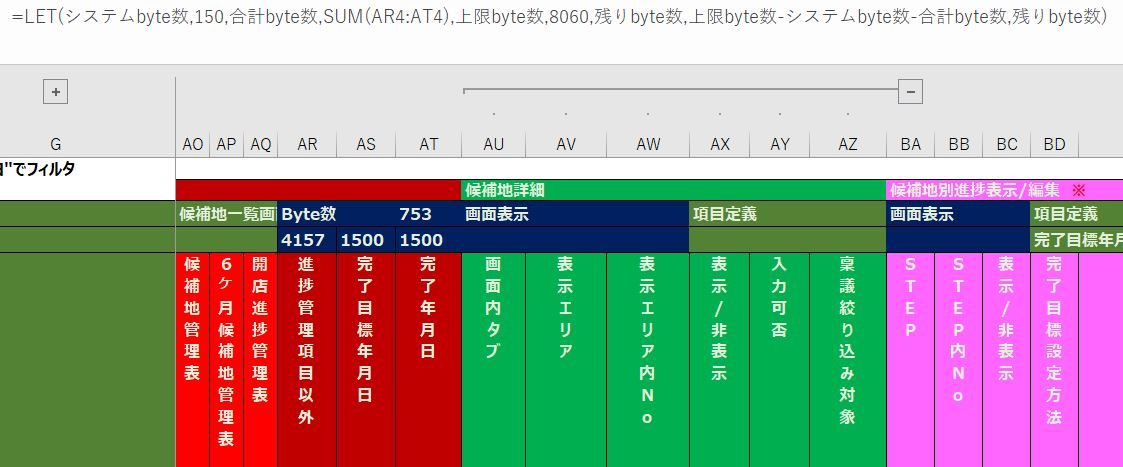 =LET(システムbyte数,150,合計byte数,SUM(AR4:AT4),上限byte数,8060,残りbyte数,上限byte数-システムbyte数-合計byte数,残りbyte数)
G AO AP AQ AR AS AT AU AV AW AX AY AZ BA BB BC BD
"でフィルタ
候補地詳細 候補地別進捗表示/編集 ※
候補地一覧画 Byte数 753 画面表示 項目定義 画面表示 項目定義
4157 1500 1500 完了目標年月
候補地管理表
6ケ月候補地管理表
開店進捗管理表
進捗管理項目以外
完了目標年月日
完了年月日
画面内タブ
表示エリア
表示エリア内No
表示/非表示
入力可否
稟議絞り込み対象
STEP
STEP内No
表示/非表示
完了目標設定方法